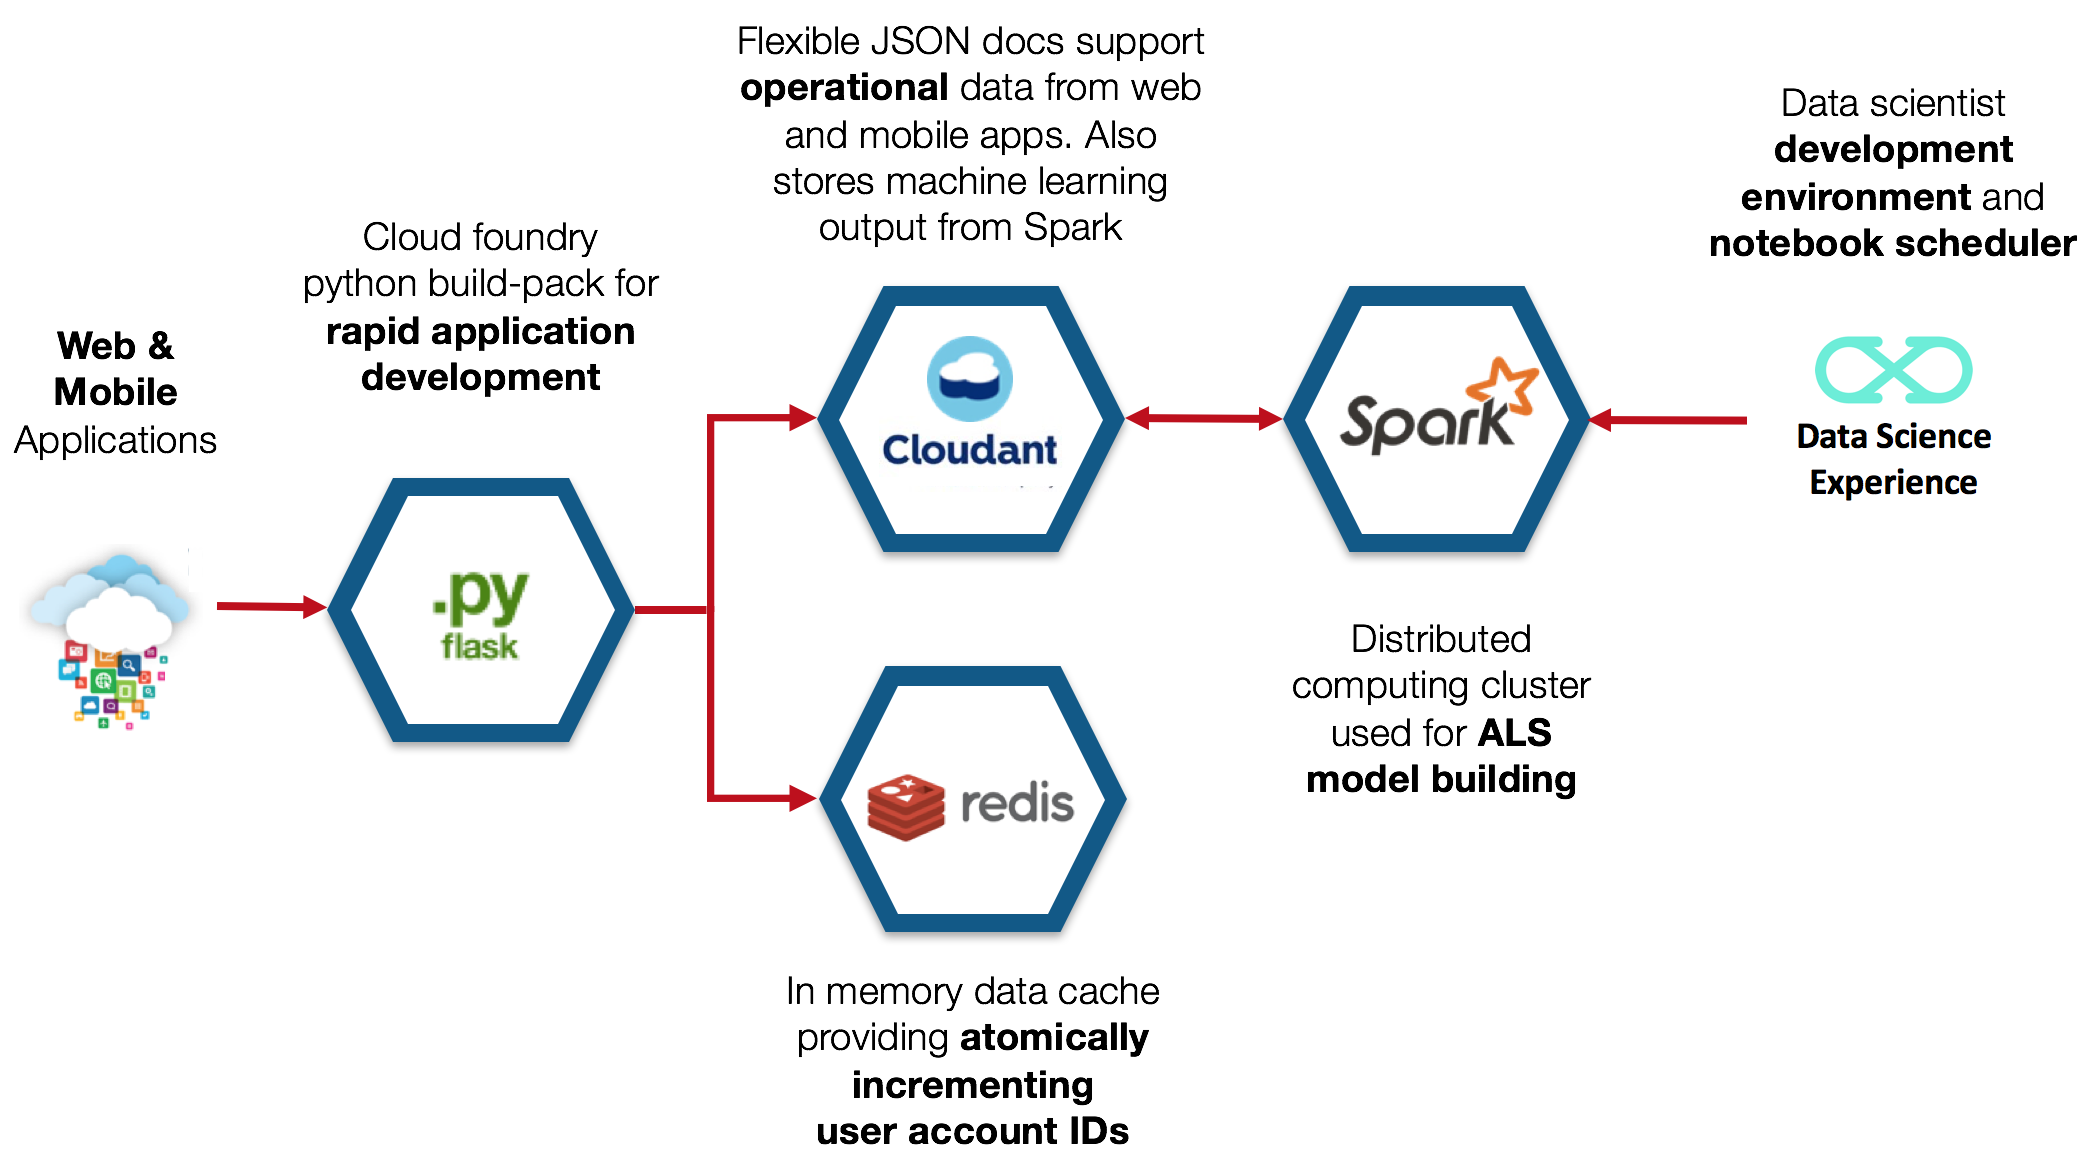 Web &
Mobile
Applications
Cloud foundry
python build-pack for
rapid application
development
.py
flask
Flexible JSON docs support
operational data from web
and mobile apps. Also
stores machine learning
output from Spark
Cloudant
redis
In memory data cache
providing atomically
incrementing
user account IDs
Spark
Distributed
computing cluster
used for ALS
model building
Data scientist
development
environment and
notebook scheduler
Data Science
Experience